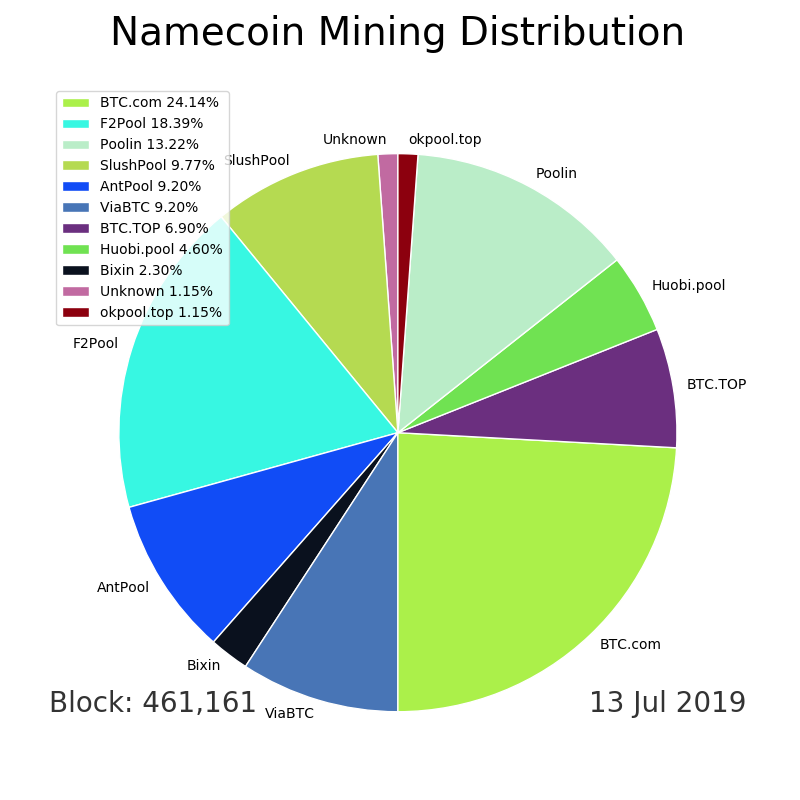 Namecoin Mining Distribution
BTC.com 24.14%
F2Pool 18.39%
Poolin 13.22%
SlushPool 9.77%
AntPool 9.20%
ViaBTC 9.20%
BTC.TOP 6.90%
Huobi.pool 4.60%
Bixin 2.30%
Unknown 1.15%
okpool.top 1.15%
Unknown
okpool.top
SlushPool
Poolin
Huobi.pool
F2Pool
BTC.TOP
AntPool
BTC.com
Bixin
ViaBTC
Block: 461,161
13 Jul 2019